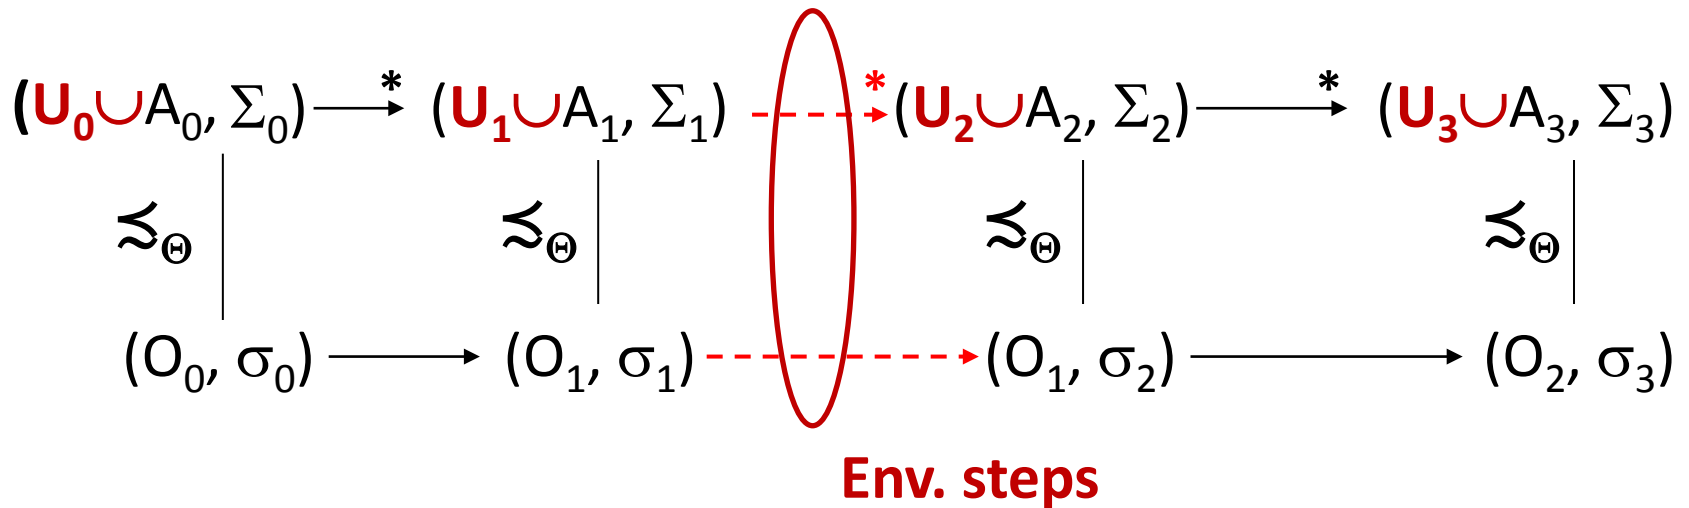 (U₀∪A₀, Σ₀) * (U₁∪A₁, Σ₁) * (U₂∪A₂, Σ₂) * (U₃∪A₃, Σ₃)
≾Θ ≾Θ ≾Θ ≾Θ
(O₀, σ₀) (O₁, σ₁) (O₁, σ₂) (O₂, σ₃)
Env. steps